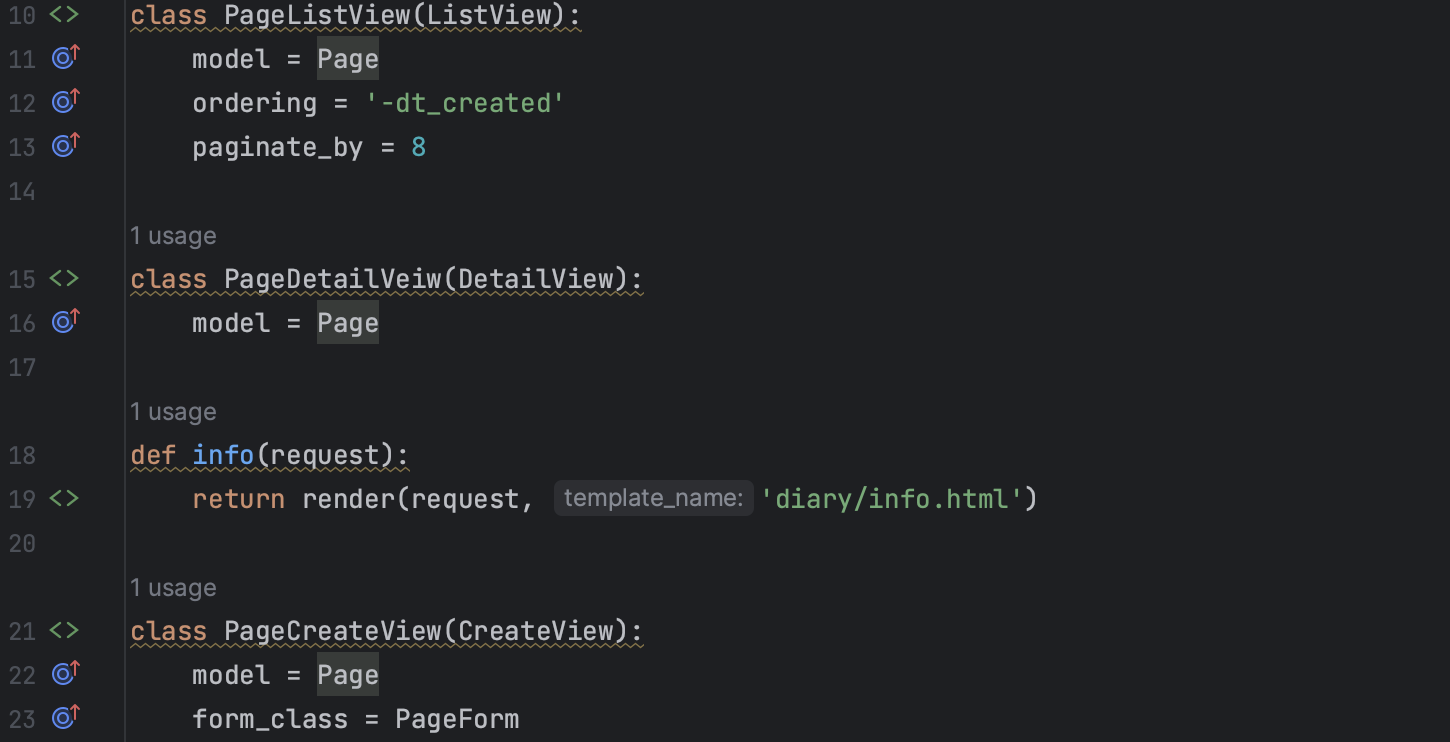 10 <> class PageListView(ListView):
11 model = Page
12 ordering = '-dt_created'
13 paginate_by = 8
14
1 usage
15 <> class PageDetailVeiw(DetailView):
16 model = Page
17
1 usage
18 def info(request):
19 <> return render(request, template_name: 'diary/info.html')
20
1 usage
21 <> class PageCreateView(CreateView):
22 model = Page
23 form_class = PageForm